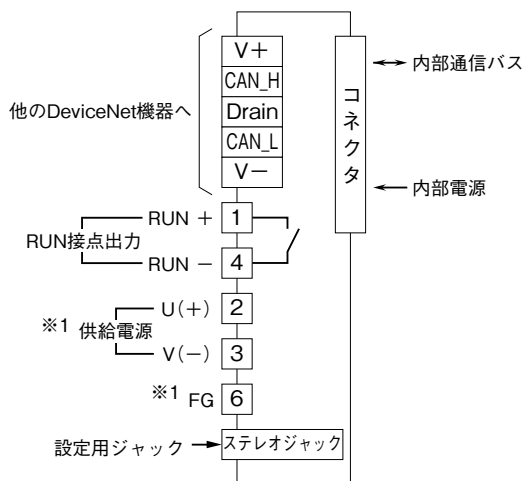 V+
CAN_H
Drain
CAN_L
V−
他のDeviceNet機器へ
コネクタ
内部通信バス
内部電源
RUN + 1
RUN接点出力
RUN − 4
U(+) 2
※1 供給電源
V(−) 3
※1 FG 6
設定用ジャック ステレオジャック